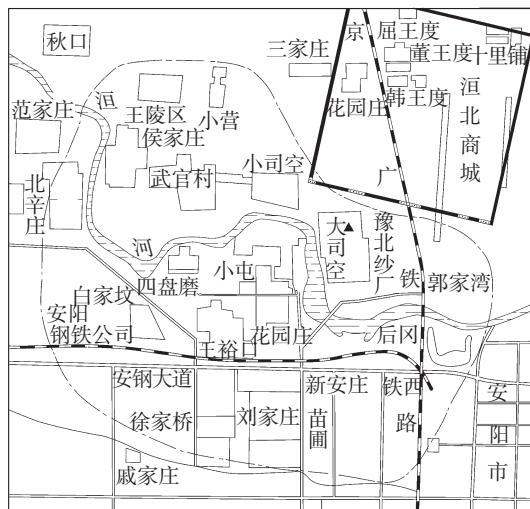 秋口
三家庄
京
屈王度
董王度
十里铺
范家庄
洹
王陵区
小营
侯家庄
花园庄
韩王度
洹北商城
武官村
小司空
广
北辛庄
河
大司空
豫北纱厂
小屯
四盘磨
铁
郭家湾
白家坟
安阳
钢铁公司
王裕口
花园庄
后冈
安钢大道
新安庄
铁西路
安阳市
徐家桥
刘家庄
苗圃
戚家庄